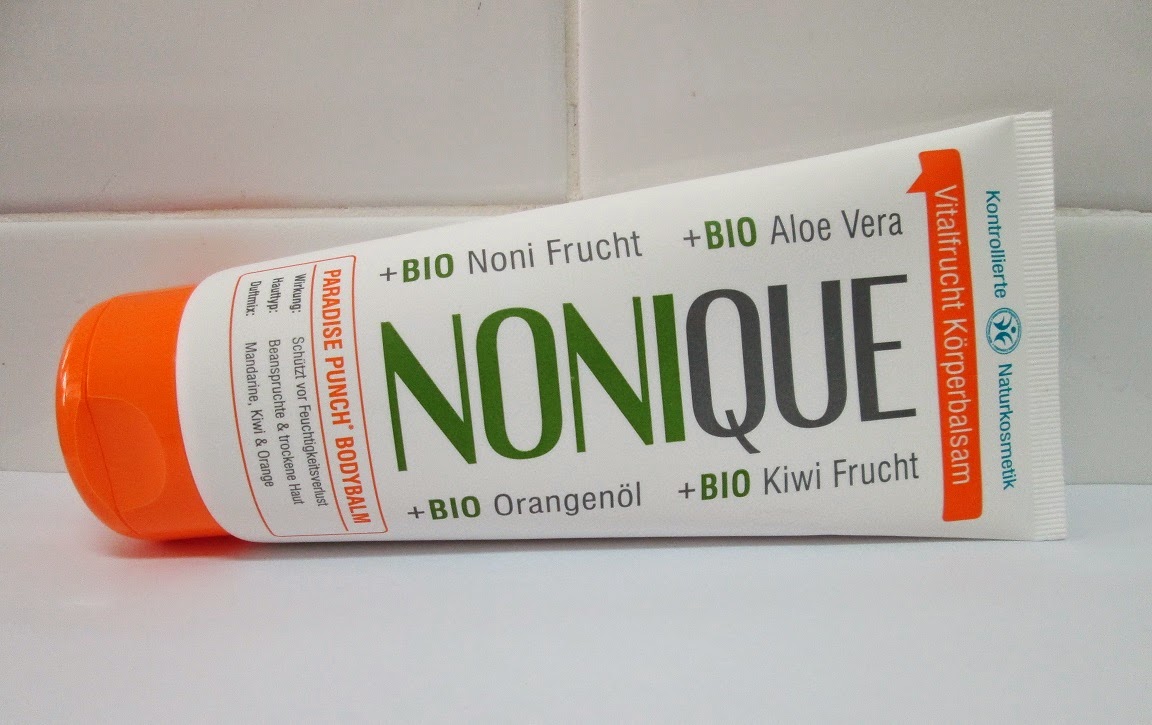 +BIO Noni Frucht
+BIO Aloe Vera
NONIQUE
+BIO Orangenöl
+BIO Kiwi Frucht
PARADISE PUNCH* BODYBALM
Wirkung: Schützt vor Feuchtigkeitsverlust
Hauttyp: Beanspruchte & trockene Haut
Duftmix: Mandarine, Kiwi & Orange
Vitalfrucht Körperbalsam
Kontrollierte Naturkosmetik